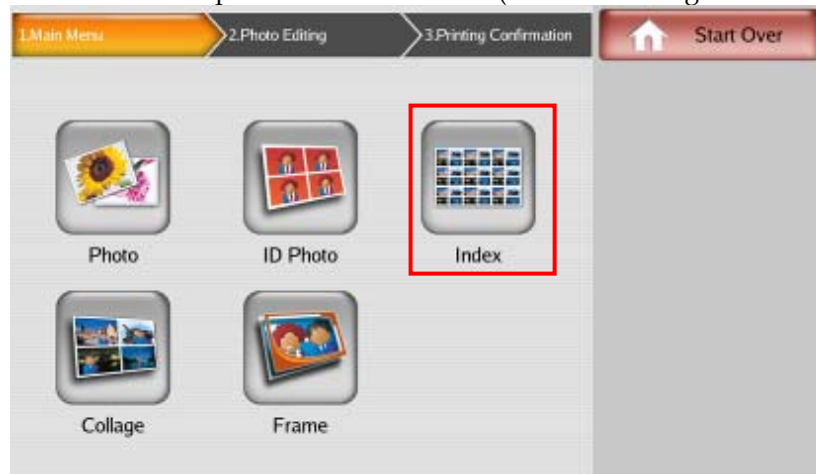 1.Main Menu
2.Photo Editing
3.Printing Confirmation
Start Over
Photo
ID Photo
Index
Collage
Frame